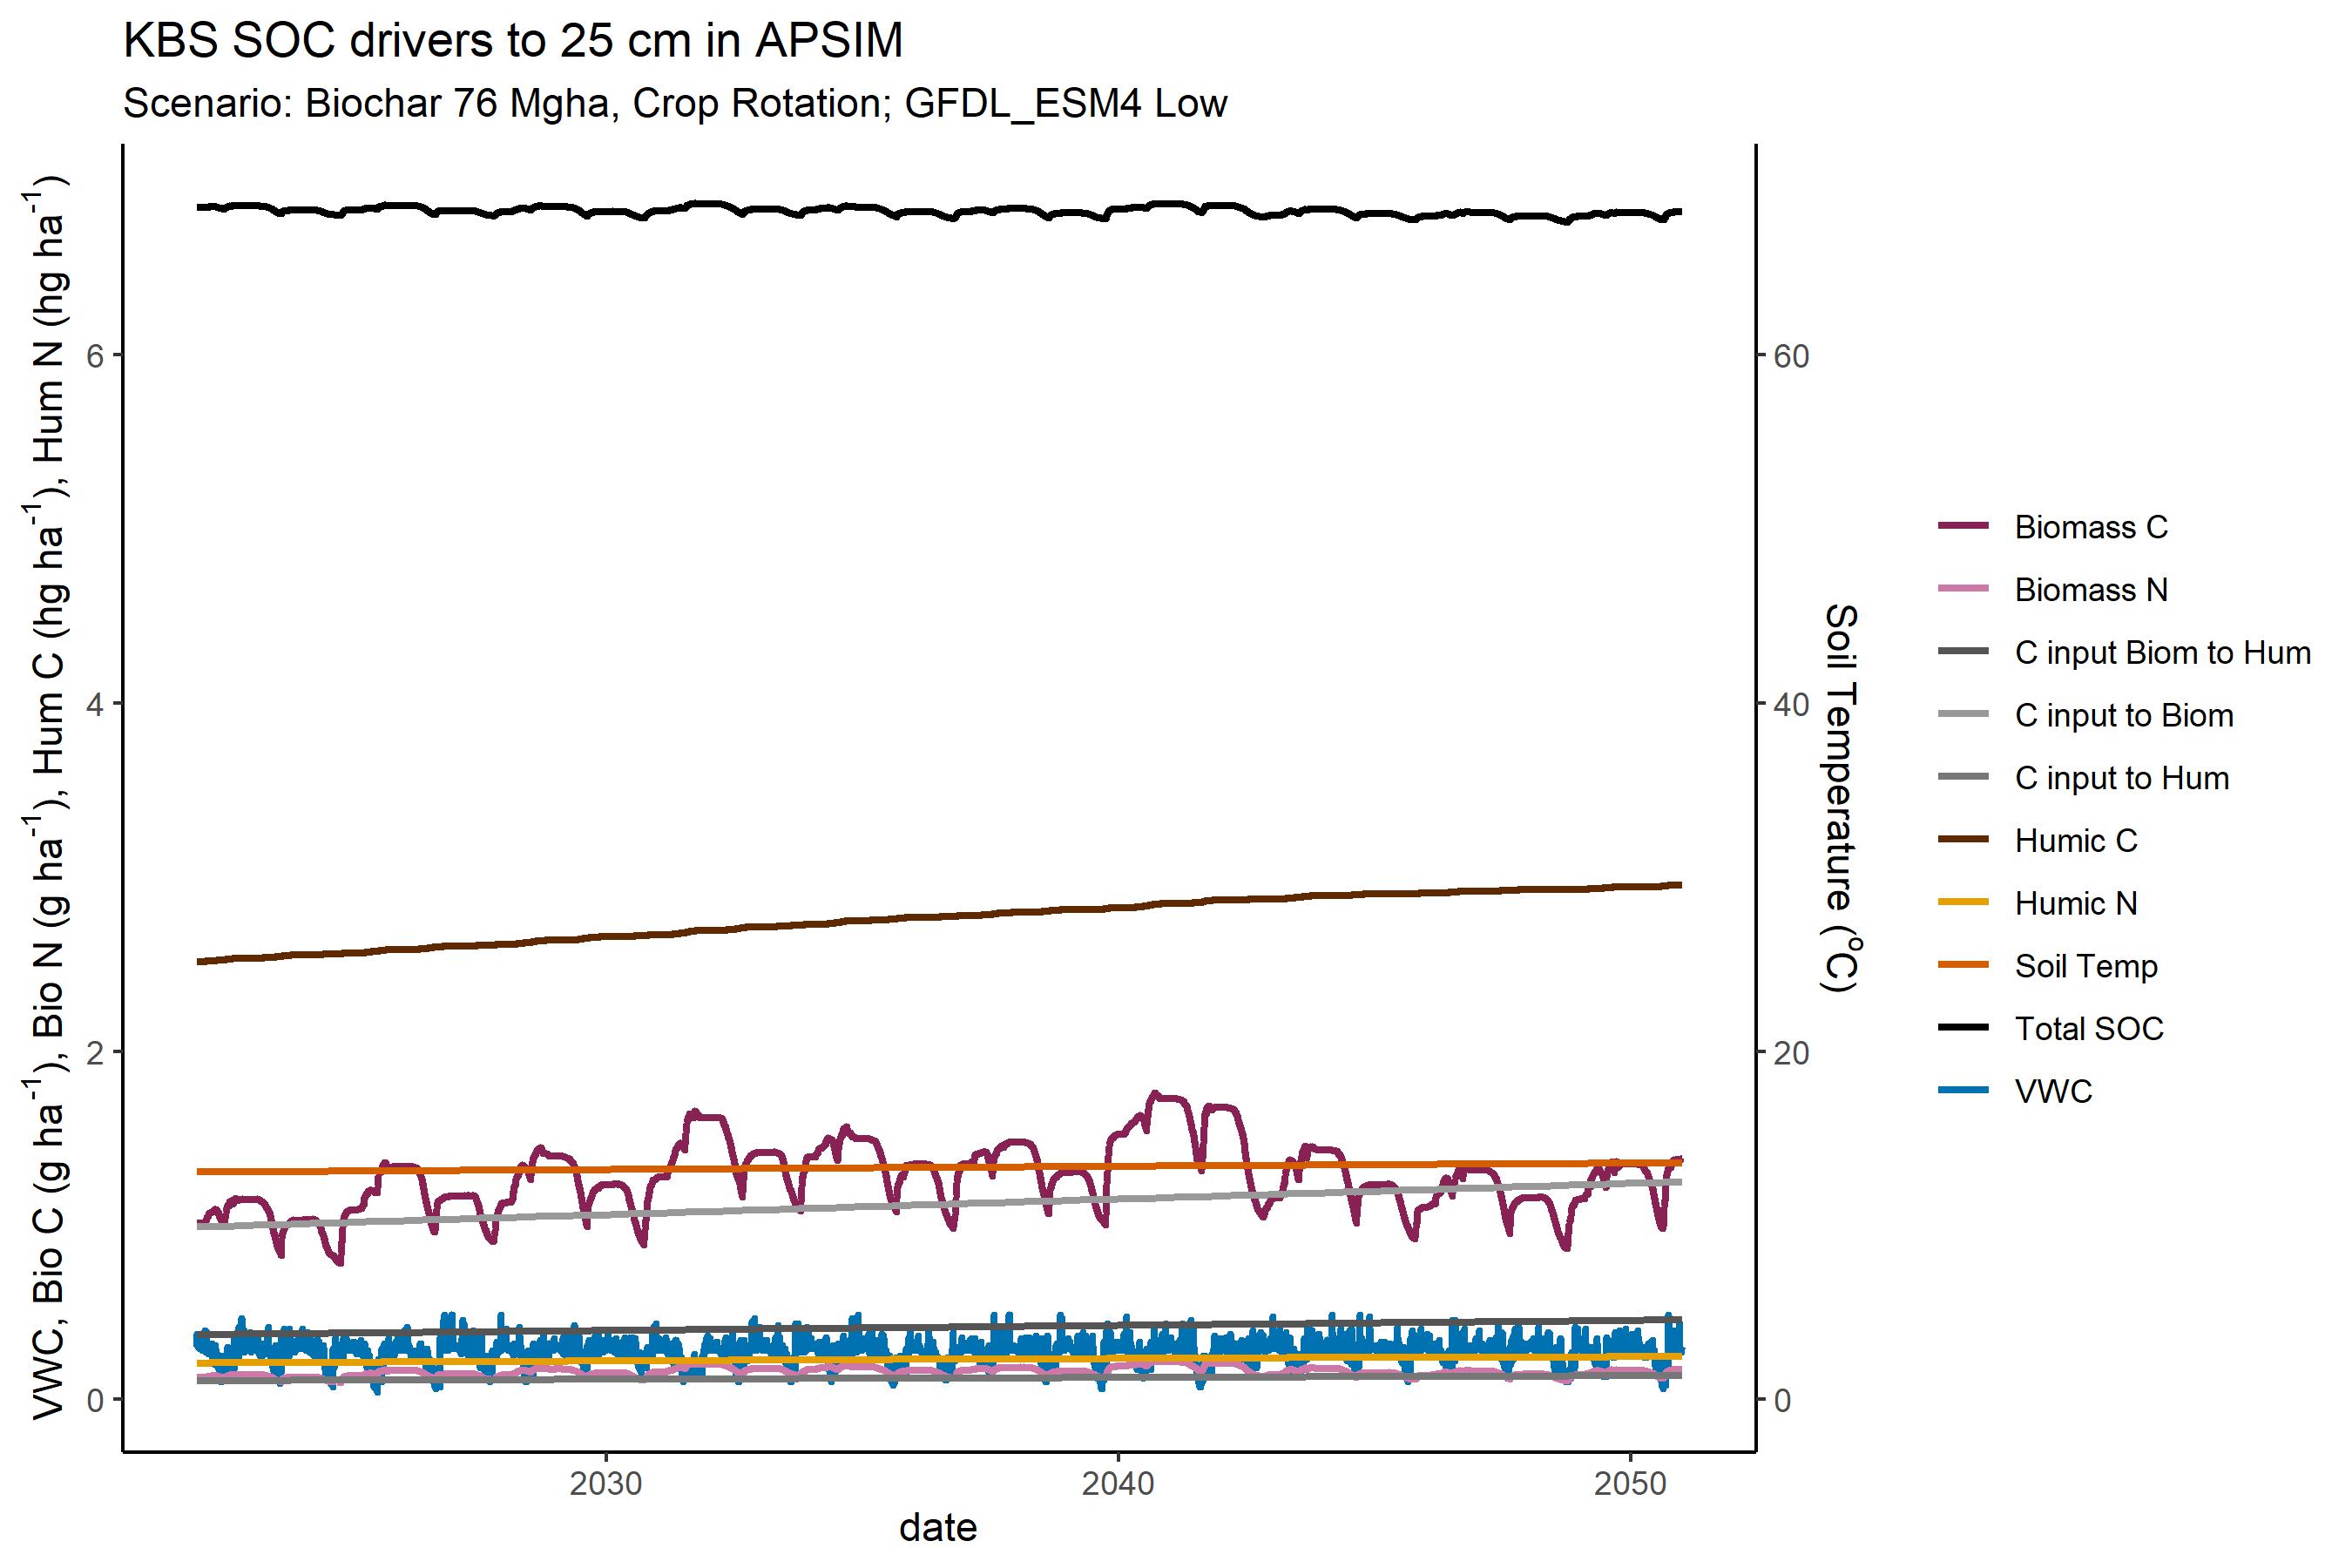 KBS SOC drivers to 25 cm in APSIM
Scenario: Biochar 76 Mgha, Crop Rotation; GFDL_ESM4 Low
VWC, Bio C (g ha⁻¹), Bio N (g ha⁻¹), Hum C (hg ha⁻¹), Hum N (hg ha⁻¹)
6
4
2
0
60
40
20
0
Soil Temperature (ᵒC)
2030
2040
2050
date
Biomass C
Biomass N
C input Biom to Hum
C input to Biom
C input to Hum
Humic C
Humic N
Soil Temp
Total SOC
VWC